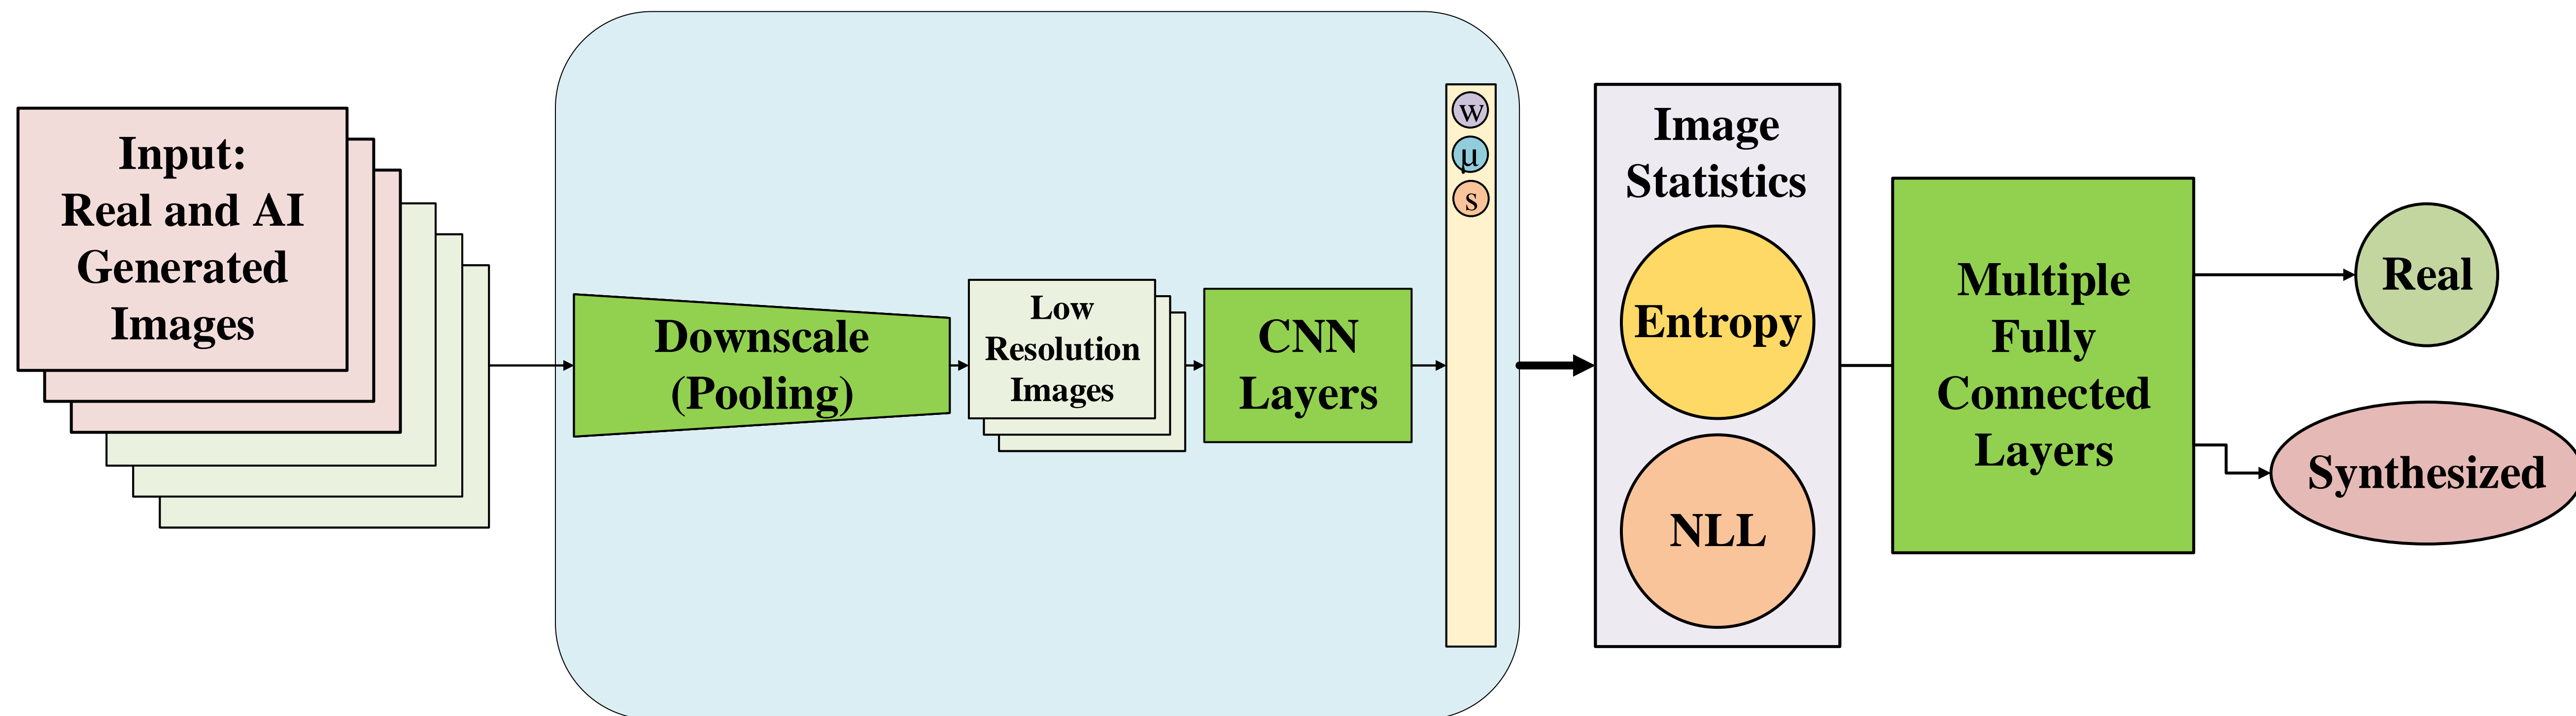 Input:
Real and AI
Generated
Images
Downscale
(Pooling)
Low
Resolution
Images
CNN
Layers
w
μ
s
Image
Statistics
Entropy
NLL
Multiple
Fully
Connected
Layers
Real
Synthesized